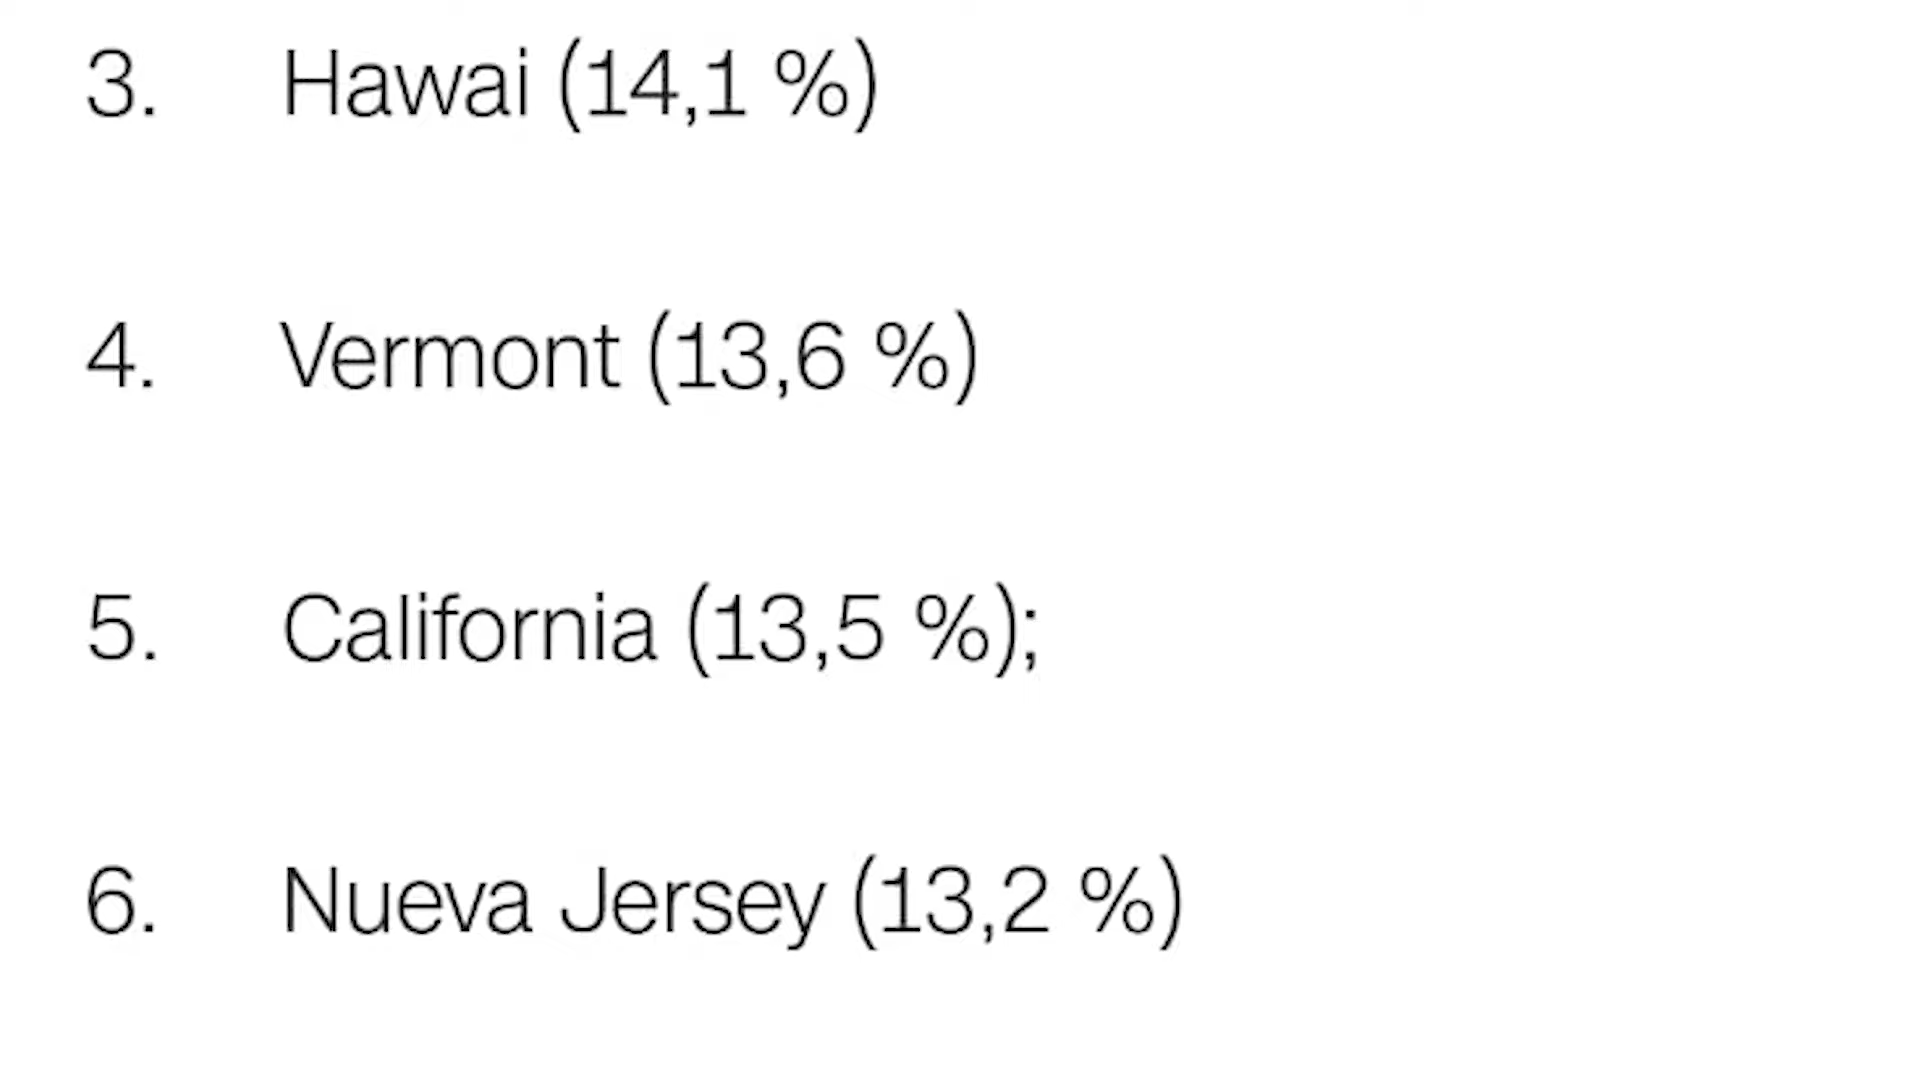 3. Hawai (14,1 %)
4. Vermont (13,6 %)
5. California (13,5 %);
6. Nueva Jersey (13,2 %)